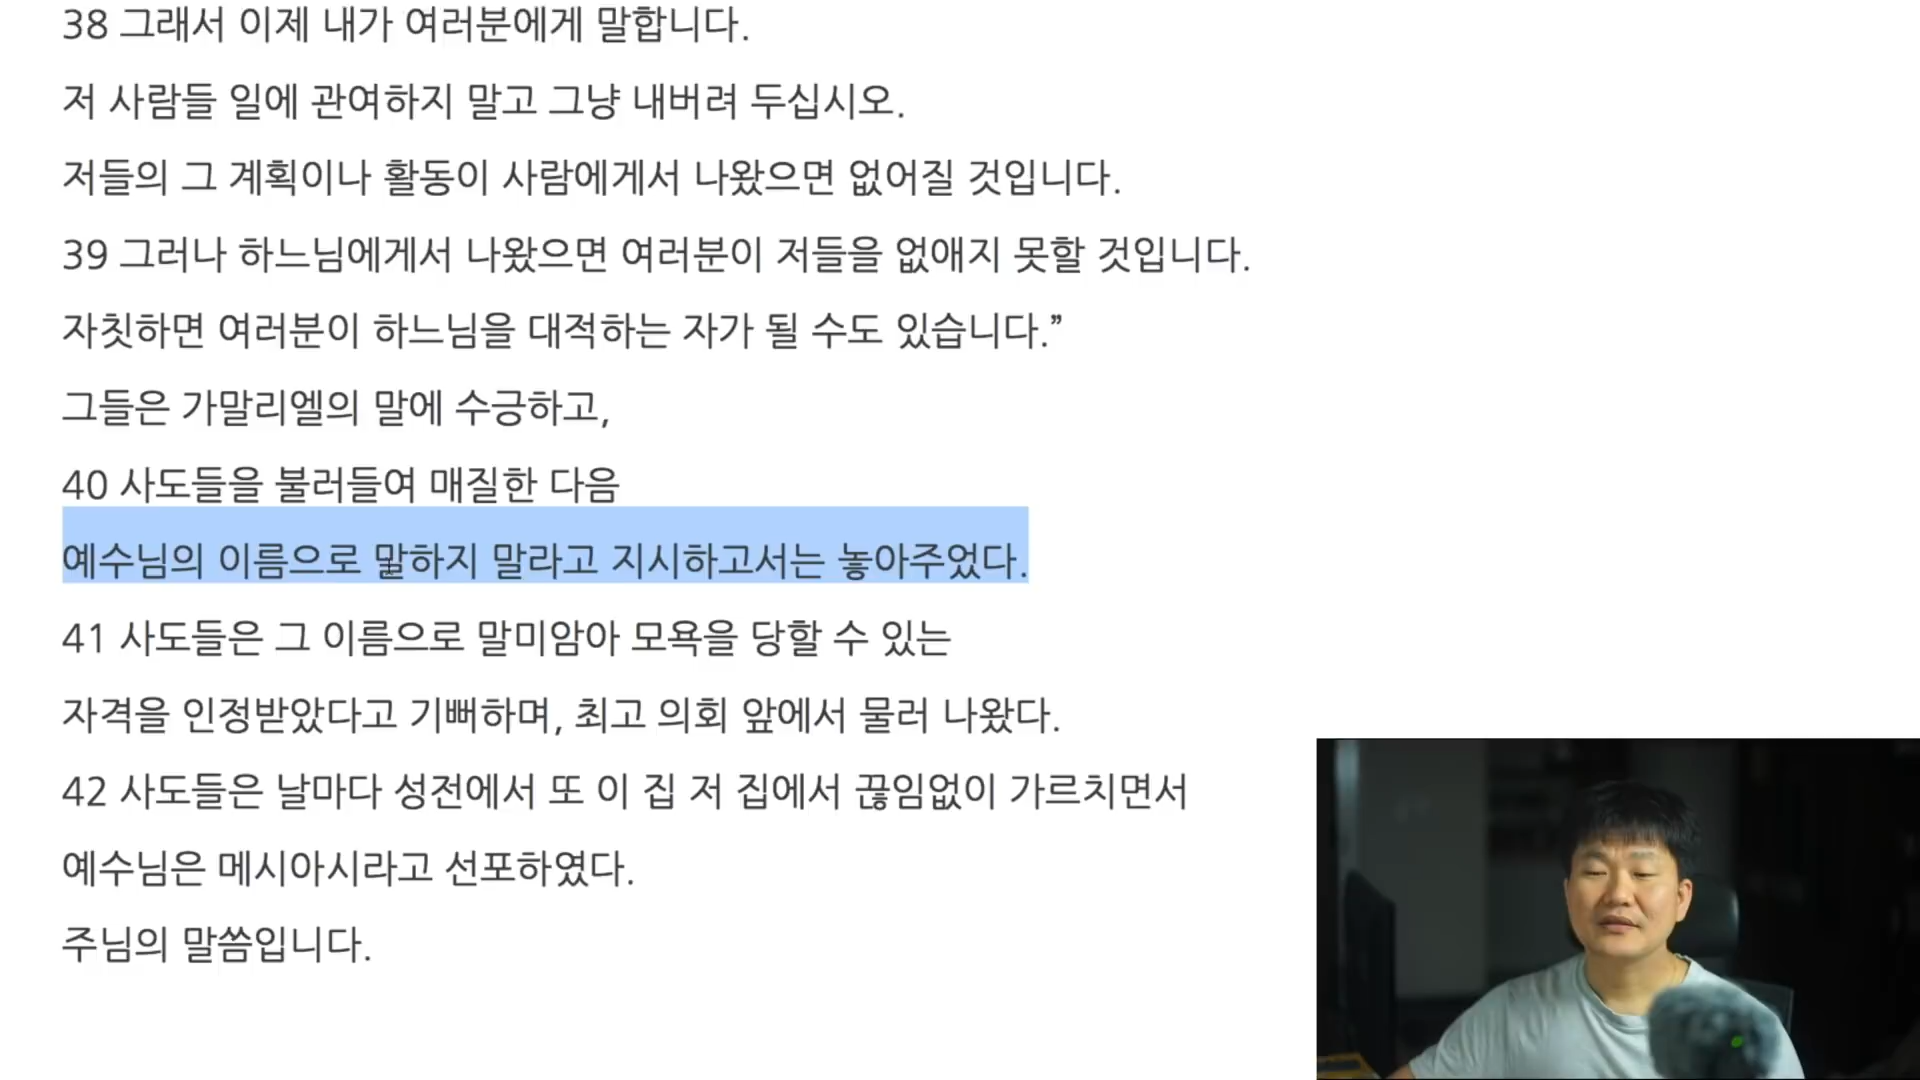 38 그래서 이제 내가 여러분에게 말합니다.
저 사람들 일에 관여하지 말고 그냥 내버려 두십시오.
저들의 그 계획이나 활동이 사람에게서 나왔으면 없어질 것입니다.
39 그러나 하느님에게서 나왔으면 여러분이 저들을 없애지 못할 것입니다.
자칫하면 여러분이 하느님을 대적하는 자가 될 수도 있습니다.”
그들은 가말리엘의 말에 수긍하고,
40 사도들을 불러들여 매질한 다음
예수님의 이름으로 말하지 말라고 지시하고서는 놓아주었다.
41 사도들은 그 이름으로 말미암아 모욕을 당할 수 있는
자격을 인정받았다고 기뻐하며, 최고 의회 앞에서 물러 나왔다.
42 사도들은 날마다 성전에서 또 이 집 저 집에서 끊임없이 가르치면서
예수님은 메시아시라고 선포하였다.
주님의 말씀입니다.